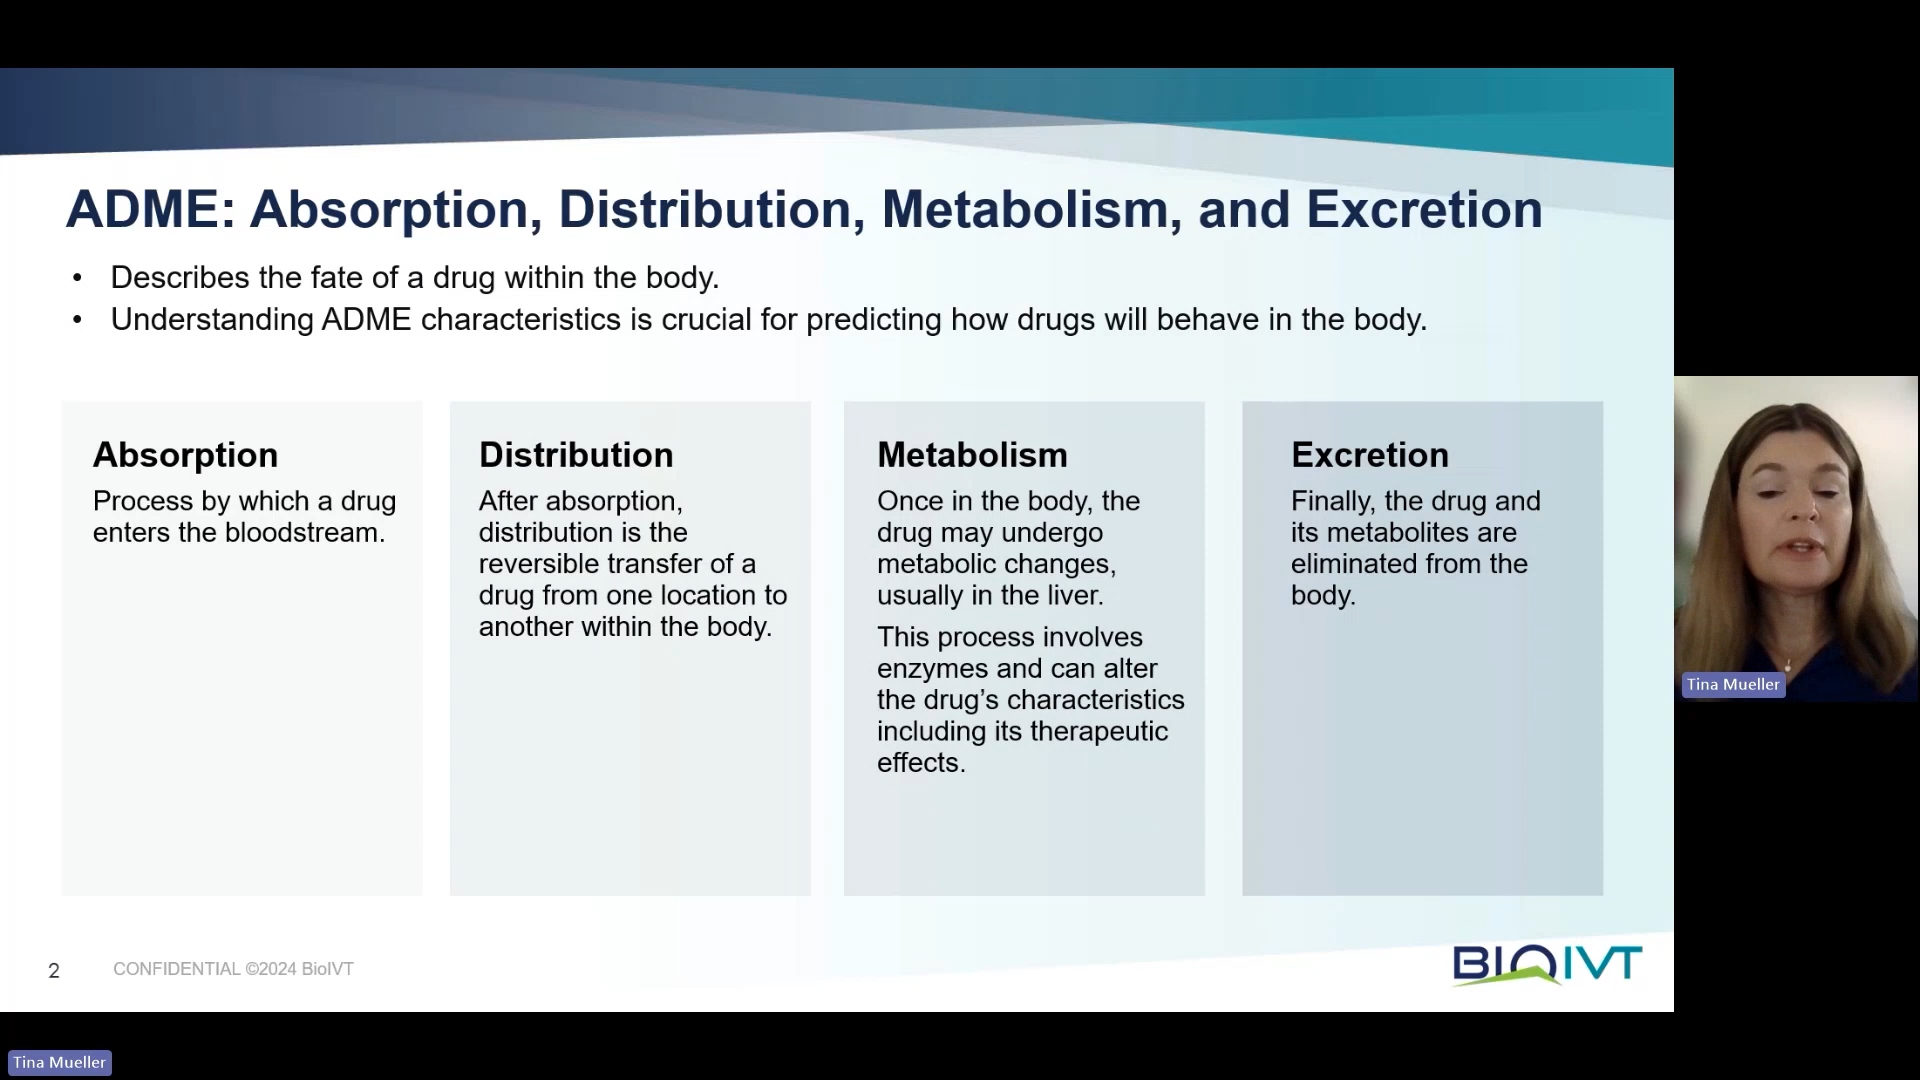 ADME: Absorption, Distribution, Metabolism, and Excretion
• Describes the fate of a drug within the body.
• Understanding ADME characteristics is crucial for predicting how drugs will behave in the body.
Absorption
Process by which a drug
enters the bloodstream.
Distribution
After absorption,
distribution is the
reversible transfer of a
drug from one location to
another within the body.
Metabolism
Once in the body, the
drug may undergo
metabolic changes,
usually in the liver.
This process involves
enzymes and can alter
the drug’s characteristics
including its therapeutic
effects.
Excretion
Finally, the drug and
its metabolites are
eliminated from the
body.
Tina Mueller
2
CONFIDENTIAL ©2024 BioIVT
BIOIVT
Tina Mueller